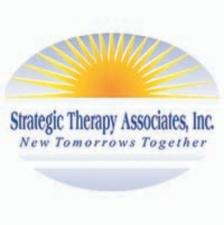 Strategic Therapy Associates, Inc.
New Tomorrows Together